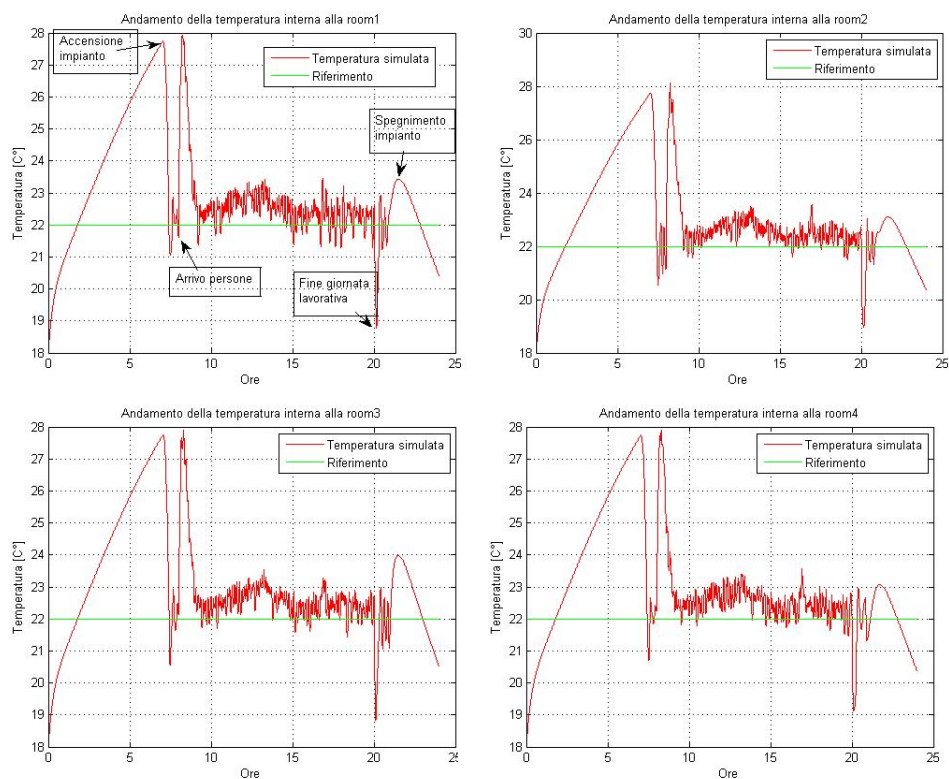 Andamento della temperatura interna alla room1
28
27
26
25
24
23
22
21
20
19
18
0
5
10
15
20
25
Temperatura [C°]
Ore
Temperatura simulata
Riferimento
Accensione
impianto
Spegnimento
impianto
Arrivo persone
Fine giornata
lavorativa
Andamento della temperatura interna alla room2
30
28
26
24
22
20
18
0
5
10
15
20
25
Temperatura [C°]
Ore
Temperatura simulata
Riferimento
Andamento della temperatura interna alla room3
28
27
26
25
24
23
22
21
20
19
18
0
5
10
15
20
25
Temperatura [C°]
Ore
Temperatura simulata
Riferimento
Andamento della temperatura interna alla room4
28
27
26
25
24
23
22
21
20
19
18
0
5
10
15
20
25
Temperatura [C°]
Ore
Temperatura simulata
Riferimento